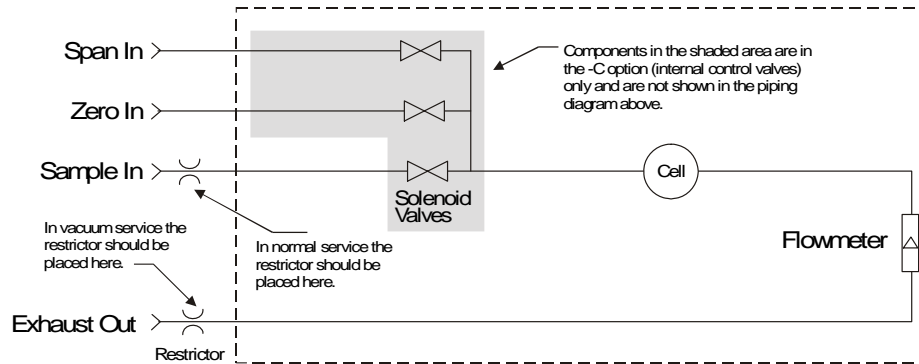 Span In
Components in the shaded area are in
the -C option (internal control valves)
only and are not shown in the piping
diagram above.
Zero In
Sample In
Cell
Solenoid
Valves
In vacuum service the
restrictor should be
placed here.
In normal service the
restrictor should be
placed here.
Flowmeter
Exhaust Out
Restrictor